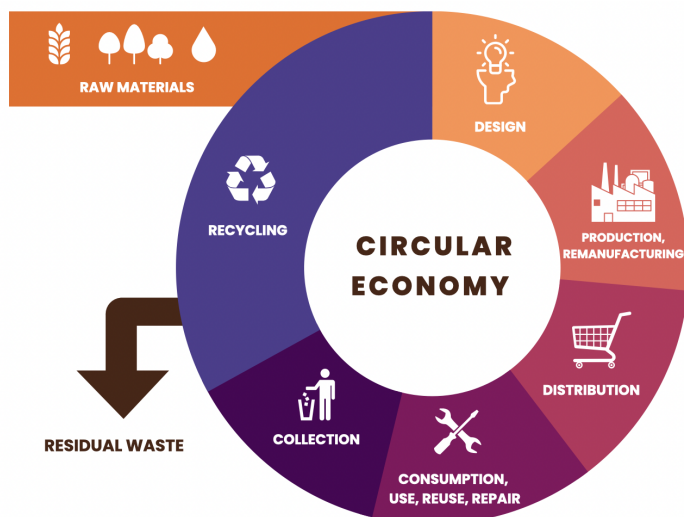 RAW MATERIALS
DESIGN
PRODUCTION,
REMANUFACTURING
DISTRIBUTION
CONSUMPTION,
USE, REUSE, REPAIR
COLLECTION
RECYCLING
CIRCULAR
ECONOMY
RESIDUAL WASTE